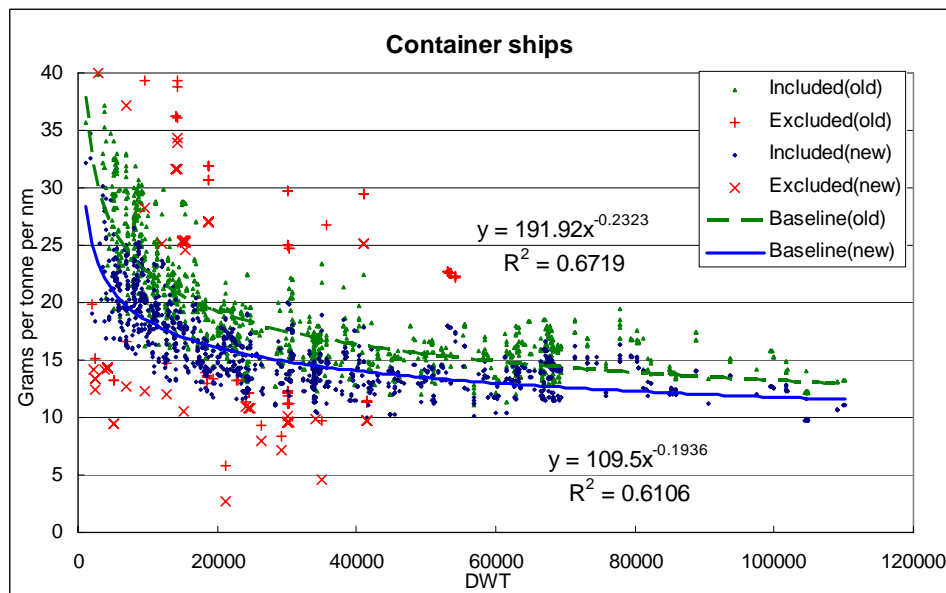 Container ships
40
35
30
25
20
15
10
5
0
Grams per tonne per nm
Included(old)
Excluded(old)
Included(new)
Excluded(new)
Baseline(old)
Baseline(new)
y = 191.92x^-0.2323
R^2 = 0.6719
y = 109.5x^-0.1936
R^2 = 0.6106
0 20000 40000 60000 80000 100000 120000
DWT